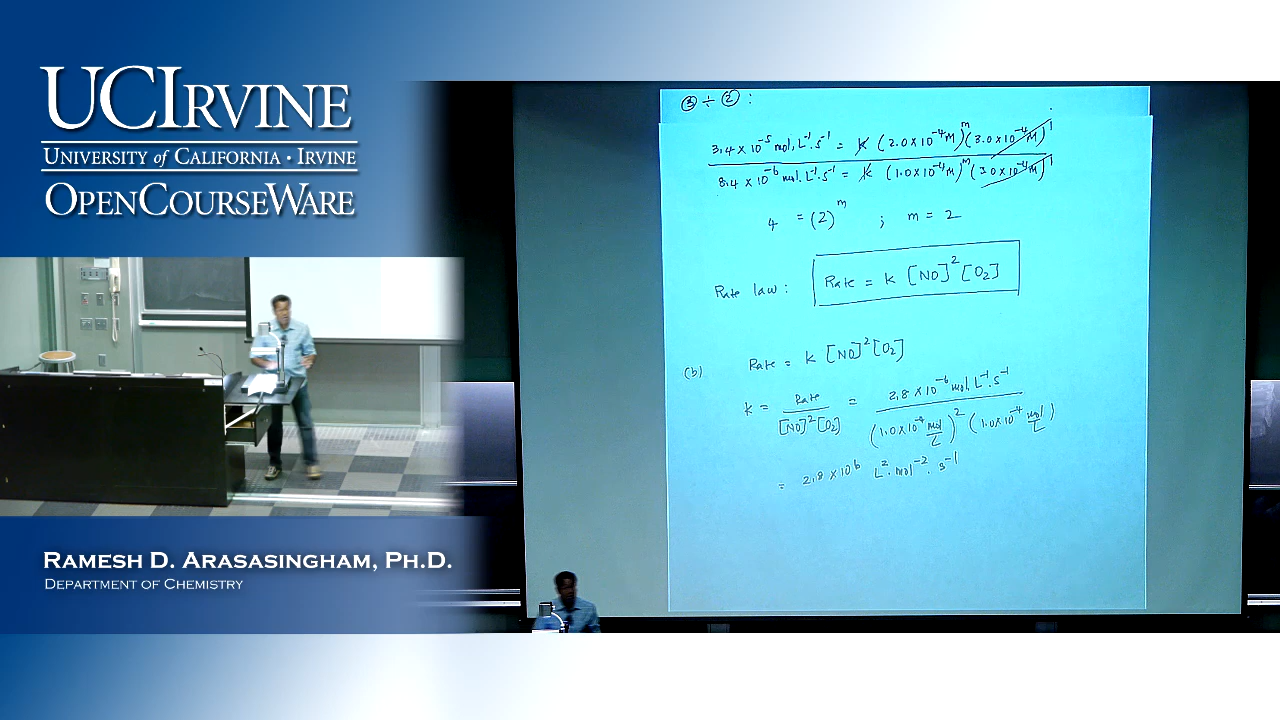 UCIRVINE
UNIVERSITY of CALIFORNIA · IRVINE
OPENCOURSEWARE
RAMESH D. ARASASINGHAM, PH.D.
DEPARTMENT OF CHEMISTRY
③ ÷ ② :
3.4 x 10⁻⁵ mol. L⁻¹. s⁻¹ = k (2.0 x 10⁻⁴ M)ᵐ (3.0 x 10⁻⁴ M)¹
8.4 x 10⁻⁶ mol. L⁻¹. s⁻¹ = k (1.0 x 10⁻⁴ M)ᵐ (3.0 x 10⁻⁴ M)¹
4 = (2)ᵐ ; m = 2
Rate law : Rate = k [NO]² [O₂]
(b) Rate = k [NO]² [O₂]
k = Rate / [NO]² [O₂] = 2.8 x 10⁻⁶ mol. L⁻¹. s⁻¹ / (1.0 x 10⁻⁴ mol/L)² (1.0 x 10⁻⁴ mol/L)
= 2.8 x 10⁶ L². mol⁻². s⁻¹